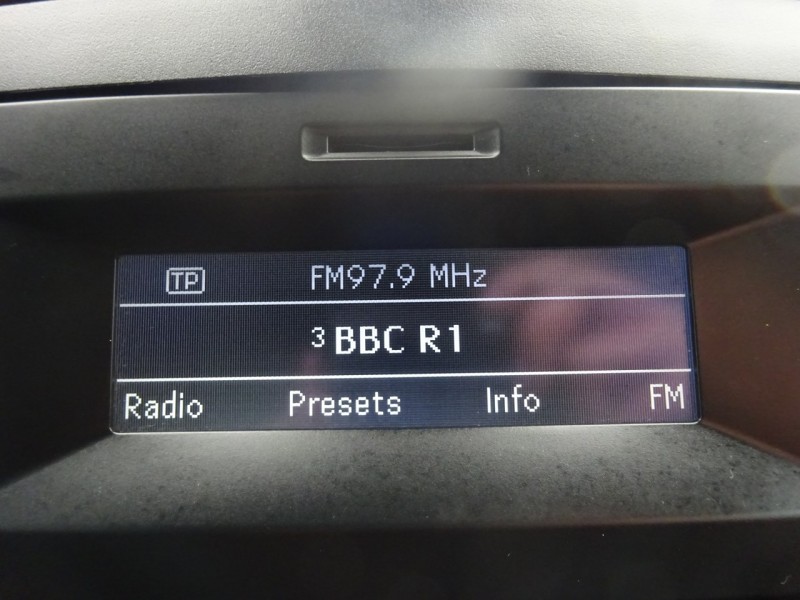 TP FM97.9 MHz
3 BBC R1
Radio Presets Info FM